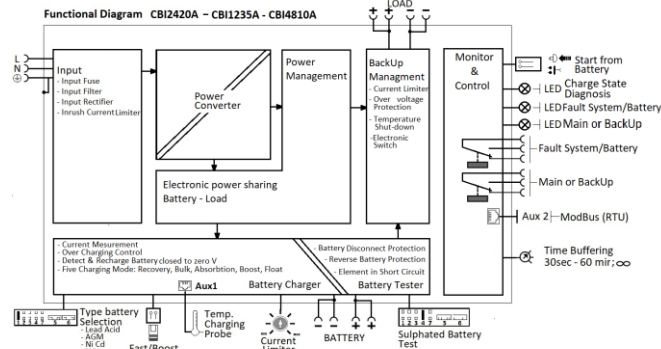 Functional Diagram CBI2420A – CBI1235A - CBI4810A
LOAD
+ + - -
L
N
Input
- Input Fuse
- Input Filter
- Input Rectifier
- Inrush Current Limiter
Power
Converter
Power
Management
BackUp
Managment
- Current Limiter
- Over voltage
Protection
- Temperature
Shut-down
-Electronic
Switch
Monitor
&
Control
Start from
Battery
LED Charge State
Diagnosis
LED Fault System/Battery
LED Main or BackUp
Fault System/Battery
Main or BackUp
Aux 2 ModBus (RTU)
Time Buffering
30sec - 60 mir; ∞
Electronic power sharing
Battery - Load
- Current Mesurement
- Over Charging Control
- Detect & Recharge Battery closed to zero V
- Five Charging Mode: Recovery, Bulk, Absorbtion, Boost, Float
Aux1
Battery Charger
- Battery Disconnect Protection
- Reverse Battery Protection
- Element in Short Circuit
Battery Tester
Type battery
Selection
- Lead Acid
- AGM
- Ni Cd
Fast/Boost
Temp.
Charging
Probe
Current
Limiter
- - + +
BATTERY
Sulphated Battery
Test